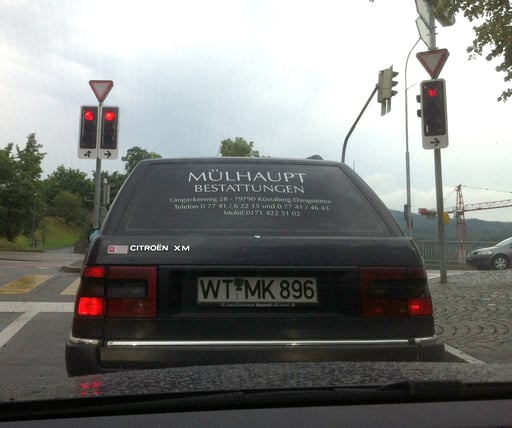 MÜLHAUPT
BESTATTUNGEN
Langackerweg 28 · 79790 Küssaberg-Dangstetten
Telefon 0 77 41 / 6 22 15 und 0 77 41 / 46 43
Mobil 0171 422 51 02
CITROËN XM
WT MK 896